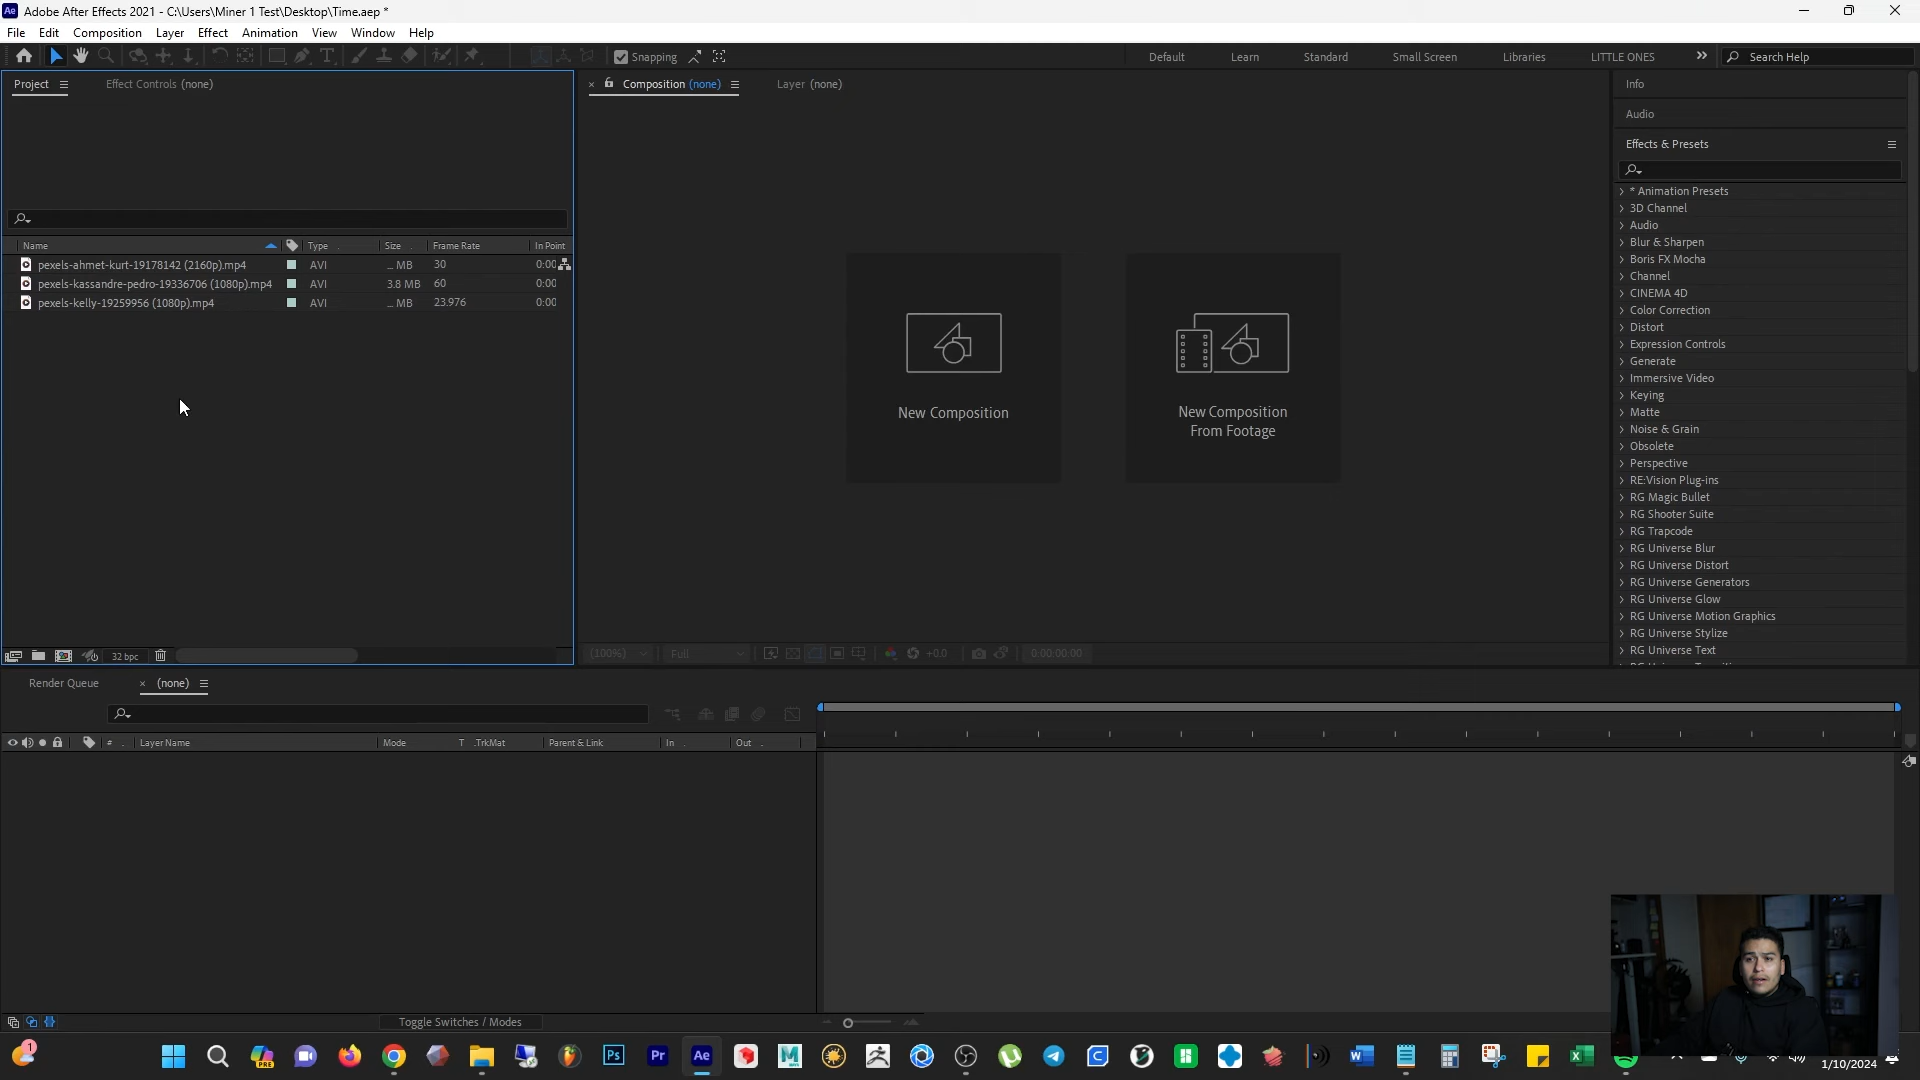 Adobe After Effects 2021 - C:\Users\Miner 1 Test\Desktop\Time.aep *
File Edit Composition Layer Effect Animation View Window Help
Snapping Default Learn Standard Small Screen Libraries LITTLE ONES Search Help
Project Effect Controls (none)
Composition (none) Layer (none)
Info
Audio
Effects & Presets
Name Type Size Frame Rate In Point
pexels-ahmet-kurt-19178142 (2160p).mp4 AVI ... MB 30 0:00
pexels-kassandre-pedro-19336706 (1080p).mp4 AVI 3.8 MB 60 0:00
pexels-kelly-19259956 (1080p).mp4 AVI ... MB 23.976 0:00
New Composition
New Composition
From Footage
* Animation Presets
3D Channel
Audio
Blur & Sharpen
Boris FX Mocha
Channel
CINEMA 4D
Color Correction
Distort
Expression Controls
Generate
Immersive Video
Keying
Matte
Noise & Grain
Obsolete
Perspective
RE:Vision Plug-ins
RG Magic Bullet
RG Shooter Suite
RG Trapcode
RG Universe Blur
RG Universe Distort
RG Universe Generators
RG Universe Glow
RG Universe Motion Graphics
RG Universe Stylize
RG Universe Text
32 bpc
(100%) Full +0.0 0:00:00:00
Render Queue (none)
# Layer Name Mode T .TrkMat Parent & Link In Out
Toggle Switches / Modes
1/10/2024